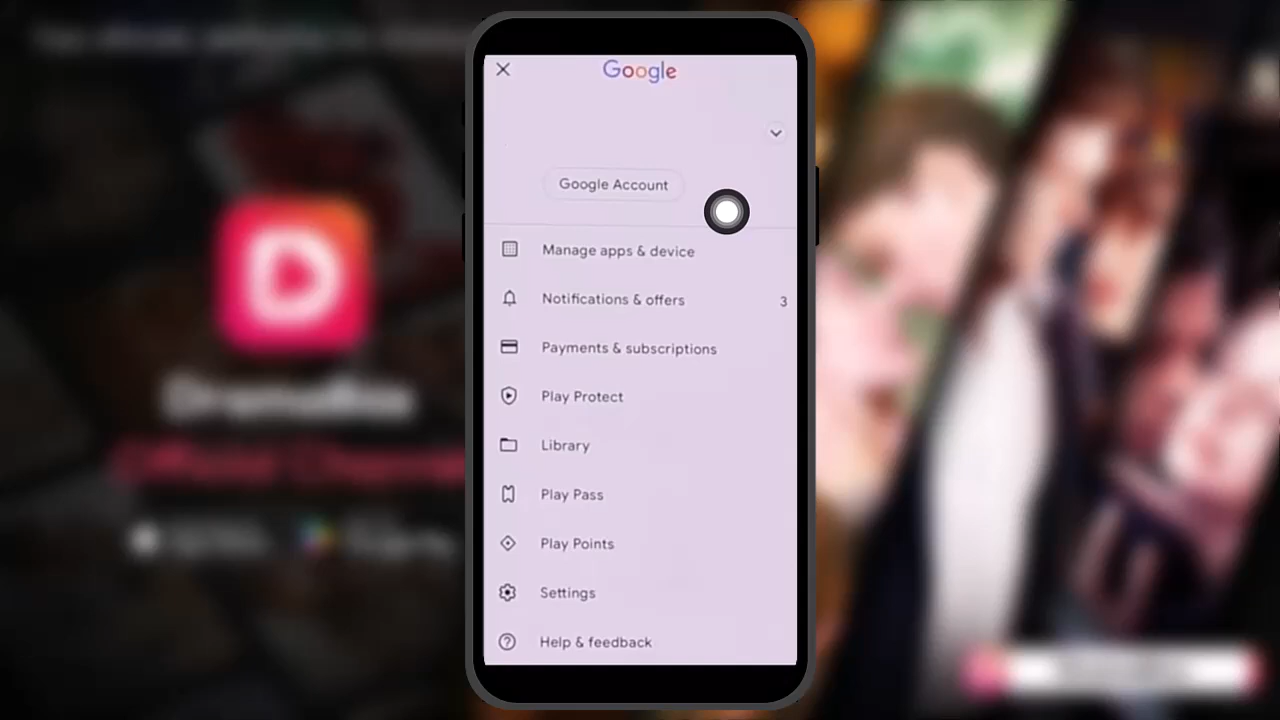 Google
Google Account
Manage apps & device
Notifications & offers 3
Payments & subscriptions
Play Protect
Library
Play Pass
Play Points
Settings
Help & feedback